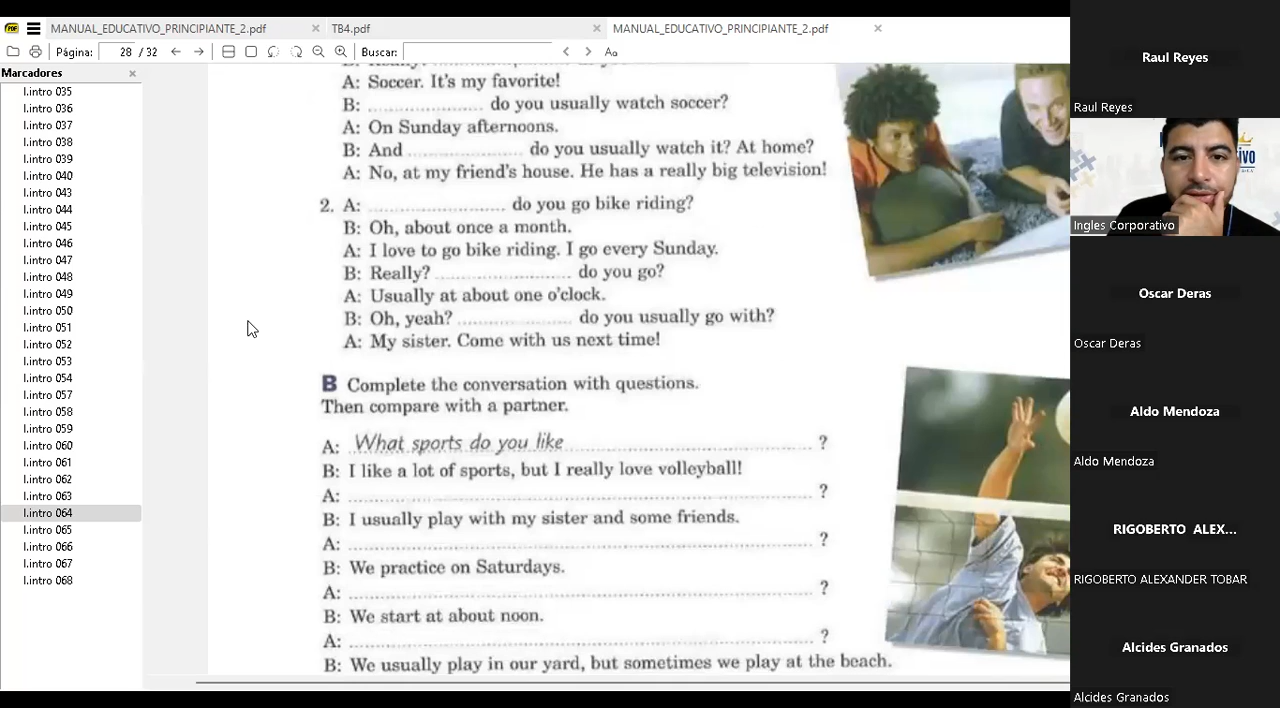 MANUAL_EDUCATIVO_PRINCIPIANTE_2.pdf
TB4.pdf
MANUAL_EDUCATIVO_PRINCIPIANTE_2.pdf
Página: 28 / 32
Buscar:
Marcadores
I.intro 035
I.intro 036
I.intro 037
I.intro 038
I.intro 039
I.intro 040
I.intro 043
I.intro 044
I.intro 045
I.intro 046
I.intro 047
I.intro 048
I.intro 049
I.intro 050
I.intro 051
I.intro 052
I.intro 053
I.intro 054
I.intro 057
I.intro 058
I.intro 059
I.intro 060
I.intro 061
I.intro 062
I.intro 063
I.intro 064
I.intro 065
I.intro 066
I.intro 067
I.intro 068
A: Soccer. It's my favorite!
B: .................... do you usually watch soccer?
A: On Sunday afternoons.
B: And .................... do you usually watch it? At home?
A: No, at my friend's house. He has a really big television!
2. A: .................... do you go bike riding?
B: Oh, about once a month.
A: I love to go bike riding. I go every Sunday.
B: Really? .................... do you go?
A: Usually at about one o'clock.
B: Oh, yeah? .................... do you usually go with?
A: My sister. Come with us next time!
B Complete the conversation with questions.
Then compare with a partner.
A: What sports do you like ....................?
B: I like a lot of sports, but I really love volleyball!
A: ....................?
B: I usually play with my sister and some friends.
A: ....................?
B: We practice on Saturdays.
A: ....................?
B: We start at about noon.
A: ....................?
B: We usually play in our yard, but sometimes we play at the beach.
Raul Reyes
Raul Reyes
Ingles Corporativo
Oscar Deras
Oscar Deras
Aldo Mendoza
Aldo Mendoza
RIGOBERTO ALEX...
RIGOBERTO ALEXANDER TOBAR
Alcides Granados
Alcides Granados